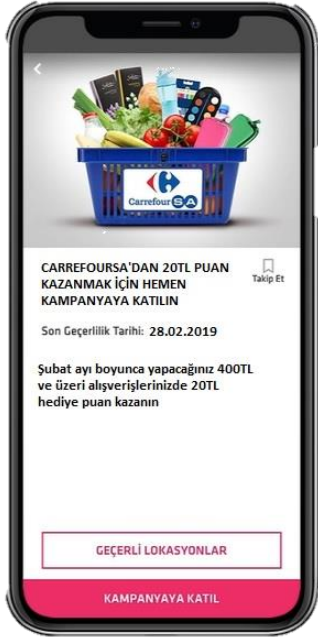 Carrefour SA
CARREFOURSA'DAN 20TL PUAN
KAZANMAK İÇİN HEMEN
KAMPANYAYA KATILIN
Takip Et
Son Geçerlilik Tarihi: 28.02.2019
Şubat ayı boyunca yapacağınız 400TL
ve üzeri alışverişlerinizde 20TL
hediye puan kazanın
GEÇERLİ LOKASYONLAR
KAMPANYAYA KATIL